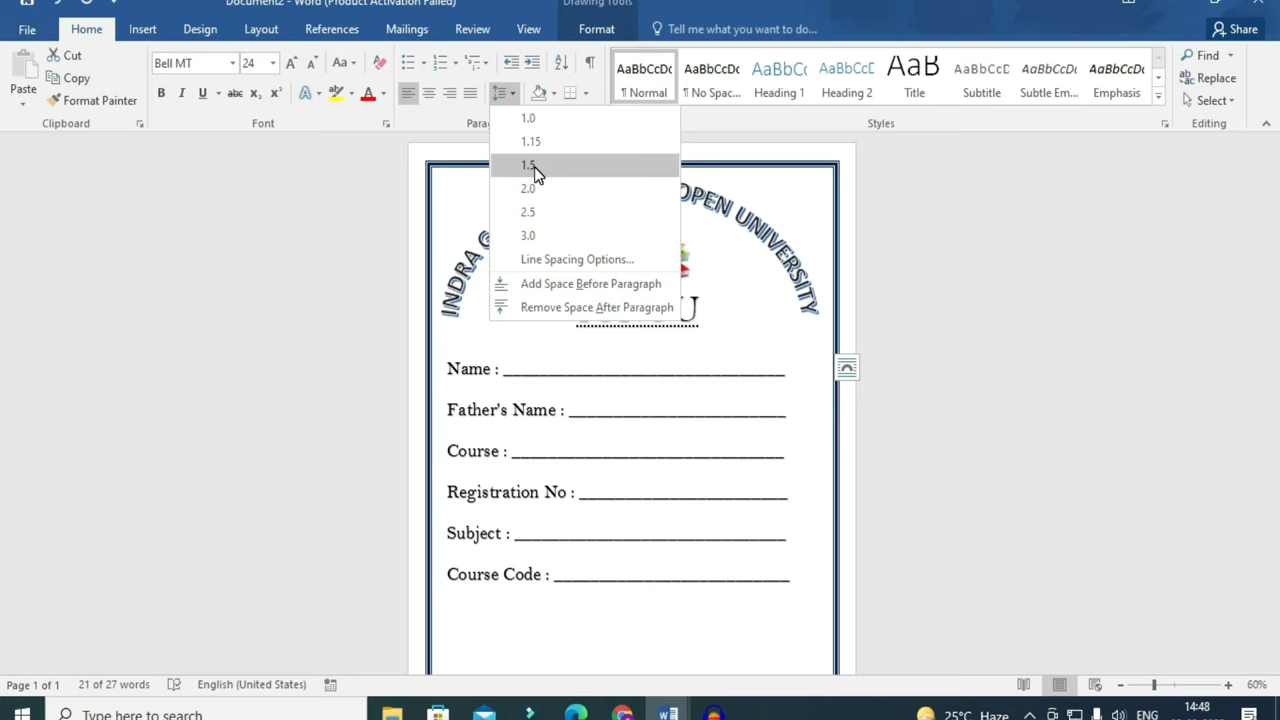 Document2 - Word (Product Activation Failed)
Drawing Tools
File Home Insert Design Layout References Mailings Review View Format Tell me what you want to do... Share
Paste
Cut
Copy
Format Painter
Clipboard
Bell MT 24
Font
1.0
1.15
1.5
2.0
2.5
3.0
Line Spacing Options...
Add Space Before Paragraph
Remove Space After Paragraph
AaBbCcDc AaBbCcDc AaBbCc AaBbCcD AaB AaBbCcD AaBbCcDc AaBbCcDc
¶ Normal ¶ No Spac... Heading 1 Heading 2 Title Subtitle Subtle Em... Emphasis
Styles
Find
Replace
Select
Editing
INDRA
OPEN UNIVERSITY
U
Name : ______________________________
Father's Name : _______________________
Course : _____________________________
Registration No : ______________________
Subject : _____________________________
Course Code : _________________________
Page 1 of 1 21 of 27 words English (United States) 60%
Type here to search 25°C Haze ENG 14:48